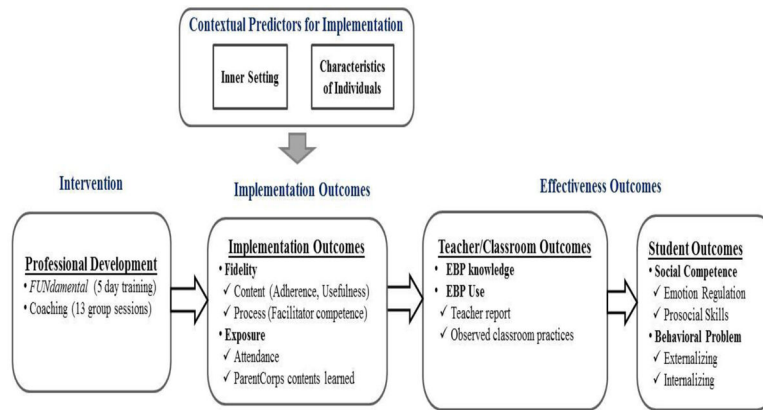 Contextual Predictors for Implementation
Inner Setting
Characteristics
of Individuals
Intervention
Implementation Outcomes
Effectiveness Outcomes
Professional Development
• FUNdamental (5 day training)
• Coaching (13 group sessions)
Implementation Outcomes
• Fidelity
✓ Content (Adherence, Usefulness)
✓ Process (Facilitator competence)
• Exposure
✓ Attendance
✓ ParentCorps contents learned
Teacher/Classroom Outcomes
• EBP knowledge
• EBP Use
✓ Teacher report
✓ Observed classroom practices
Student Outcomes
• Social Competence
✓ Emotion Regulation
✓ Prosocial Skills
• Behavioral Problem
✓ Externalizing
✓ Internalizing